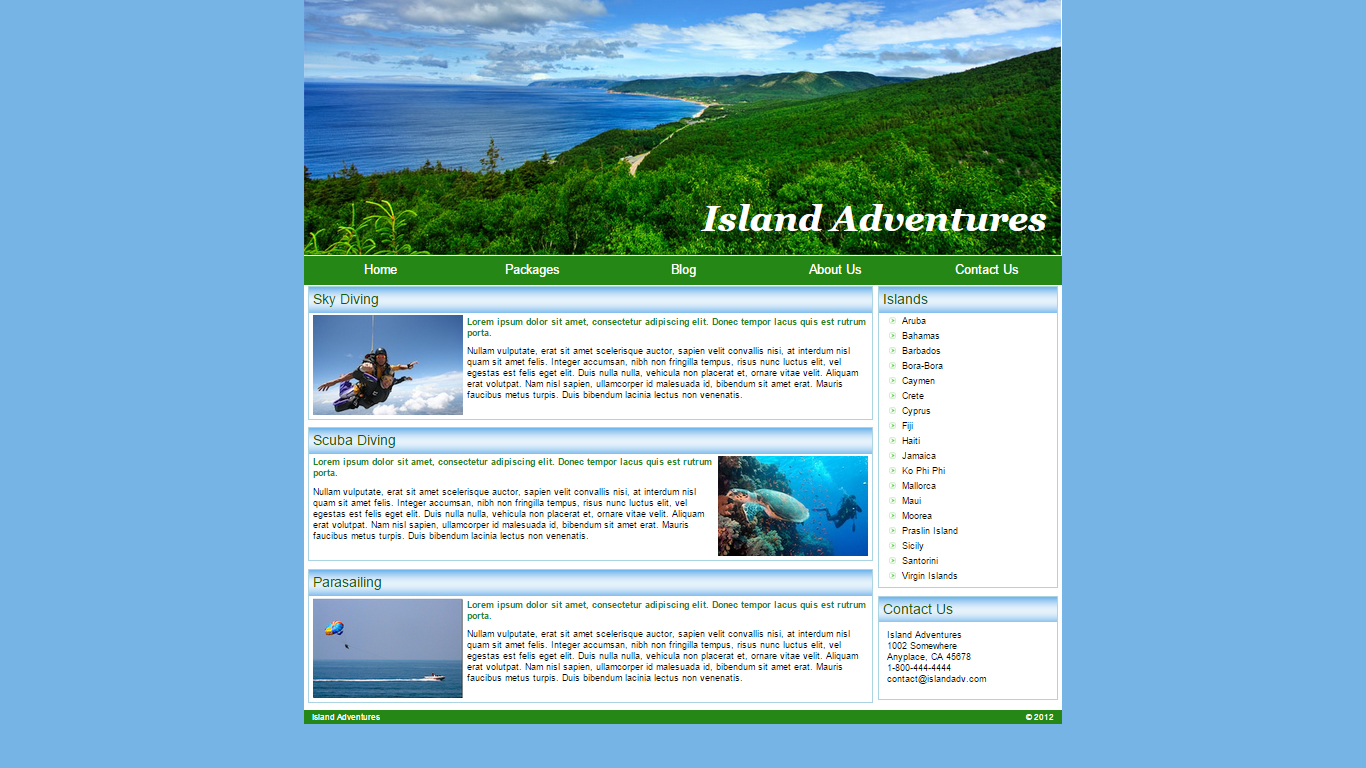 Island Adventures
Home
Packages
Blog
About Us
Contact Us
Sky Diving
Lorem ipsum dolor sit amet, consectetur adipiscing elit. Donec tempor lacus quis est rutrum
porta.
Nullam vulputate, erat sit amet scelerisque auctor, sapien velit convallis nisi, at interdum nisl
quam sit amet felis. Integer accumsan, nibh non fringilla tempus, risus nunc luctus elit, vel
egestas est felis eget elit. Duis nulla nulla, vehicula non placerat et, ornare vitae velit. Aliquam
erat volutpat. Nam nisl sapien, ullamcorper id malesuada id, bibendum sit amet erat. Mauris
faucibus metus turpis. Duis bibendum lacinia lectus non venenatis.
Scuba Diving
Lorem ipsum dolor sit amet, consectetur adipiscing elit. Donec tempor lacus quis est rutrum
porta.
Nullam vulputate, erat sit amet scelerisque auctor, sapien velit convallis nisi, at interdum nisl
quam sit amet felis. Integer accumsan, nibh non fringilla tempus, risus nunc luctus elit, vel
egestas est felis eget elit. Duis nulla nulla, vehicula non placerat et, ornare vitae velit. Aliquam
erat volutpat. Nam nisl sapien, ullamcorper id malesuada id, bibendum sit amet erat. Mauris
faucibus metus turpis. Duis bibendum lacinia lectus non venenatis.
Parasailing
Lorem ipsum dolor sit amet, consectetur adipiscing elit. Donec tempor lacus quis est rutrum
porta.
Nullam vulputate, erat sit amet scelerisque auctor, sapien velit convallis nisi, at interdum nisl
quam sit amet felis. Integer accumsan, nibh non fringilla tempus, risus nunc luctus elit, vel
egestas est felis eget elit. Duis nulla nulla, vehicula non placerat et, ornare vitae velit. Aliquam
erat volutpat. Nam nisl sapien, ullamcorper id malesuada id, bibendum sit amet erat. Mauris
faucibus metus turpis. Duis bibendum lacinia lectus non venenatis.
Islands
Aruba
Bahamas
Barbados
Bora-Bora
Caymen
Crete
Cyprus
Fiji
Haiti
Jamaica
Ko Phi Phi
Mallorca
Maui
Moorea
Praslin Island
Sicily
Santorini
Virgin Islands
Contact Us
Island Adventures
1002 Somewhere
Anyplace, CA 45678
1-800-444-4444
contact@islandadv.com
Island Adventures
© 2012